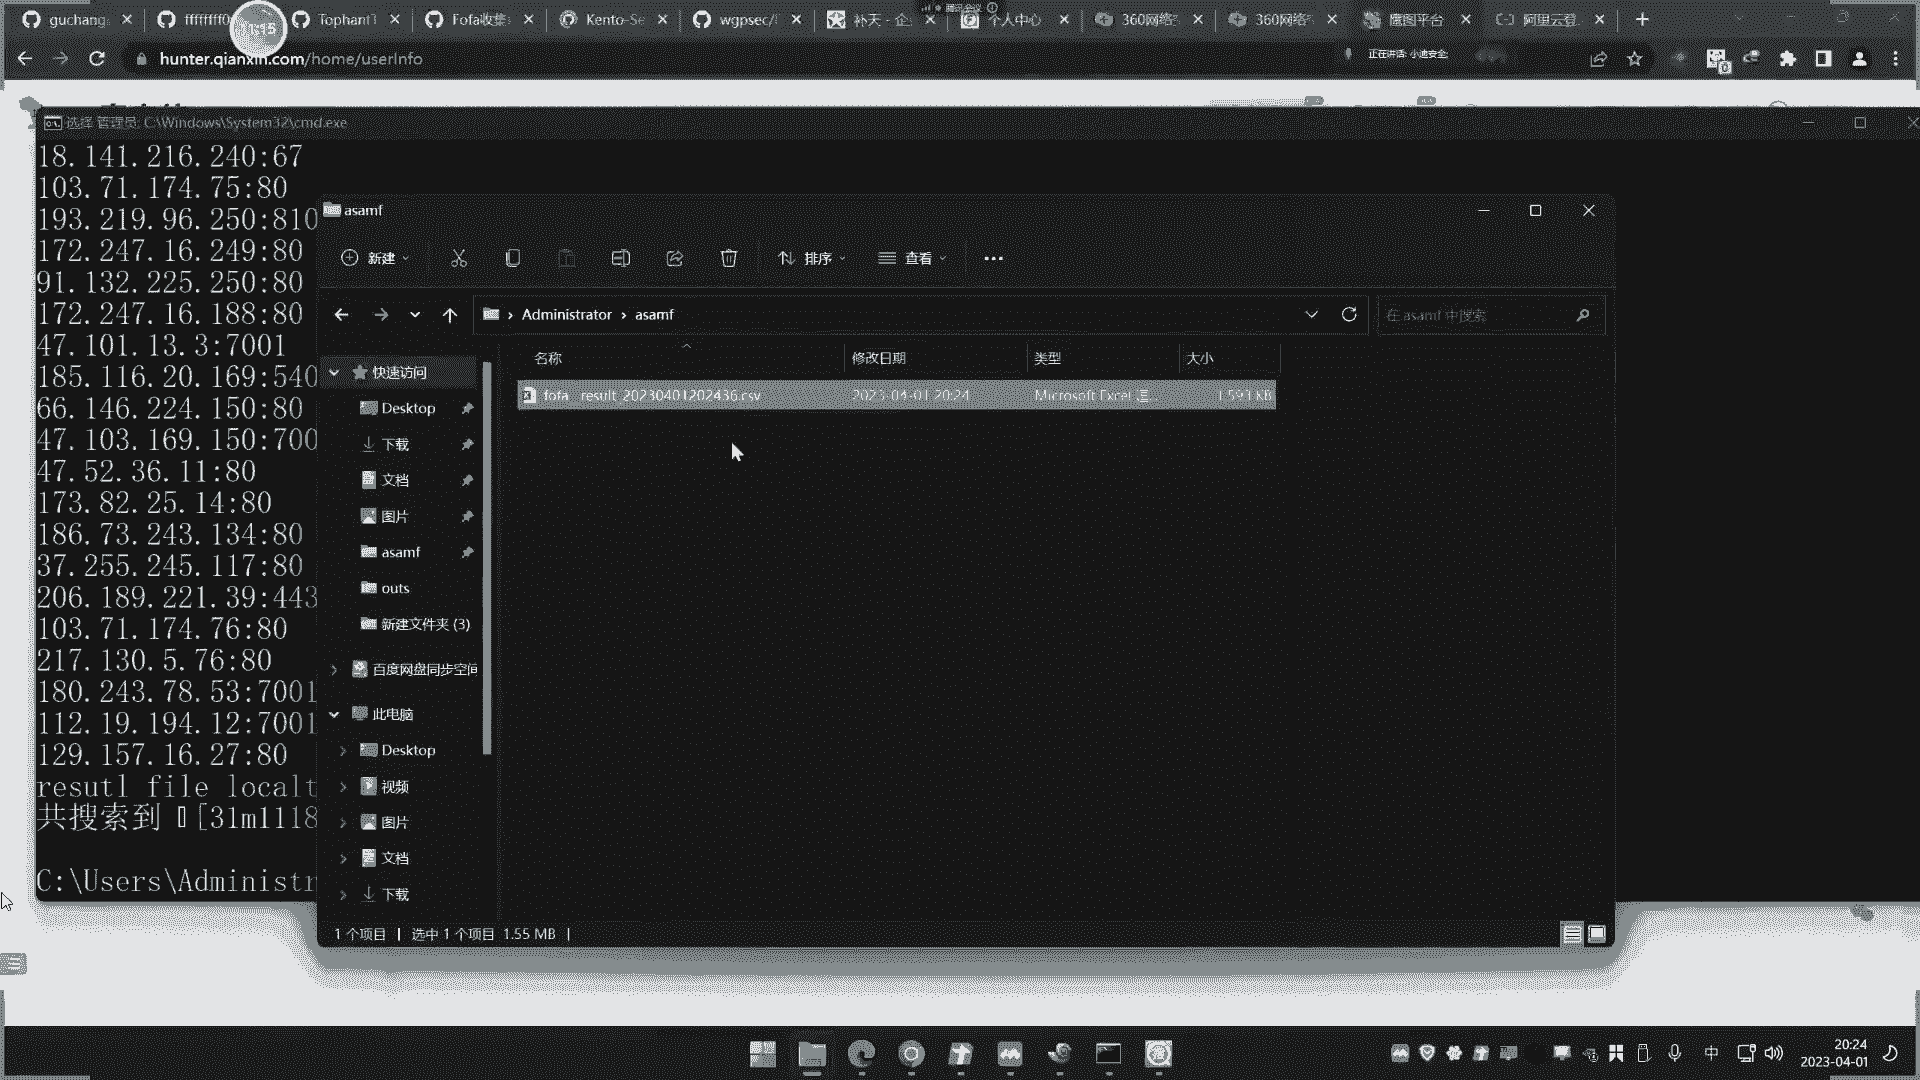 guchang
ffffffff0
Tophant
Fofa收集
Kento-Se
wgpsec/
补天 - 企
个人中心
360网络
360网络
鹰图平台
阿里云登
hunter.qianxin.com/home/userInfo
正在讲话: 小迪安全
选择 管理员: C:\Windows\System32\cmd.exe
18.141.216.240:67
103.71.174.75:80
193.219.96.250:810
172.247.16.249:80
91.132.225.250:80
172.247.16.188:80
47.101.13.3:7001
185.116.20.169:540
66.146.224.150:80
47.103.169.150:700
47.52.36.11:80
173.82.25.14:80
186.73.243.134:80
37.255.245.117:80
206.189.221.39:443
103.71.174.76:80
217.130.5.76:80
180.243.78.53:7001
112.19.194.12:7001
129.157.16.27:80
resutl file localt
共搜索到 [31m1118
C:\Users\Administr
asamf
新建
排序
查看
Administrator › asamf
在 asamf 中搜索
名称
修改日期
类型
大小
fofa__result_20230401202436.csv
2023-04-01 20:24
Microsoft Excel 逗...
1,593 KB
快速访问
Desktop
下载
文档
图片
asamf
outs
新建文件夹 (3)
百度网盘同步空间
此电脑
Desktop
视频
图片
文档
下载
1 个项目
选中 1 个项目 1.55 MB
中
20:24
2023-04-01